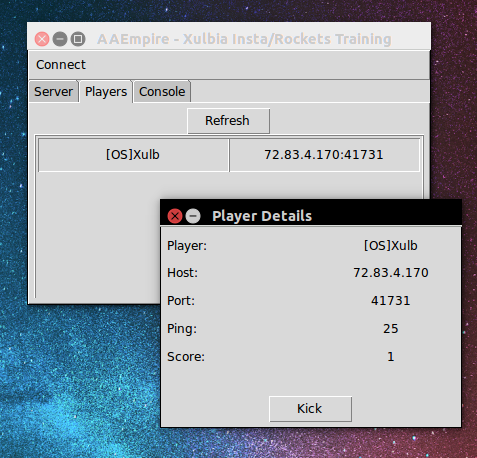 AAEmpire - Xulbia Insta/Rockets Training
Connect
Server Players Console
Refresh
[OS]Xulb 72.83.4.170:41731
Player Details
Player: [OS]Xulb
Host: 72.83.4.170
Port: 41731
Ping: 25
Score: 1
Kick